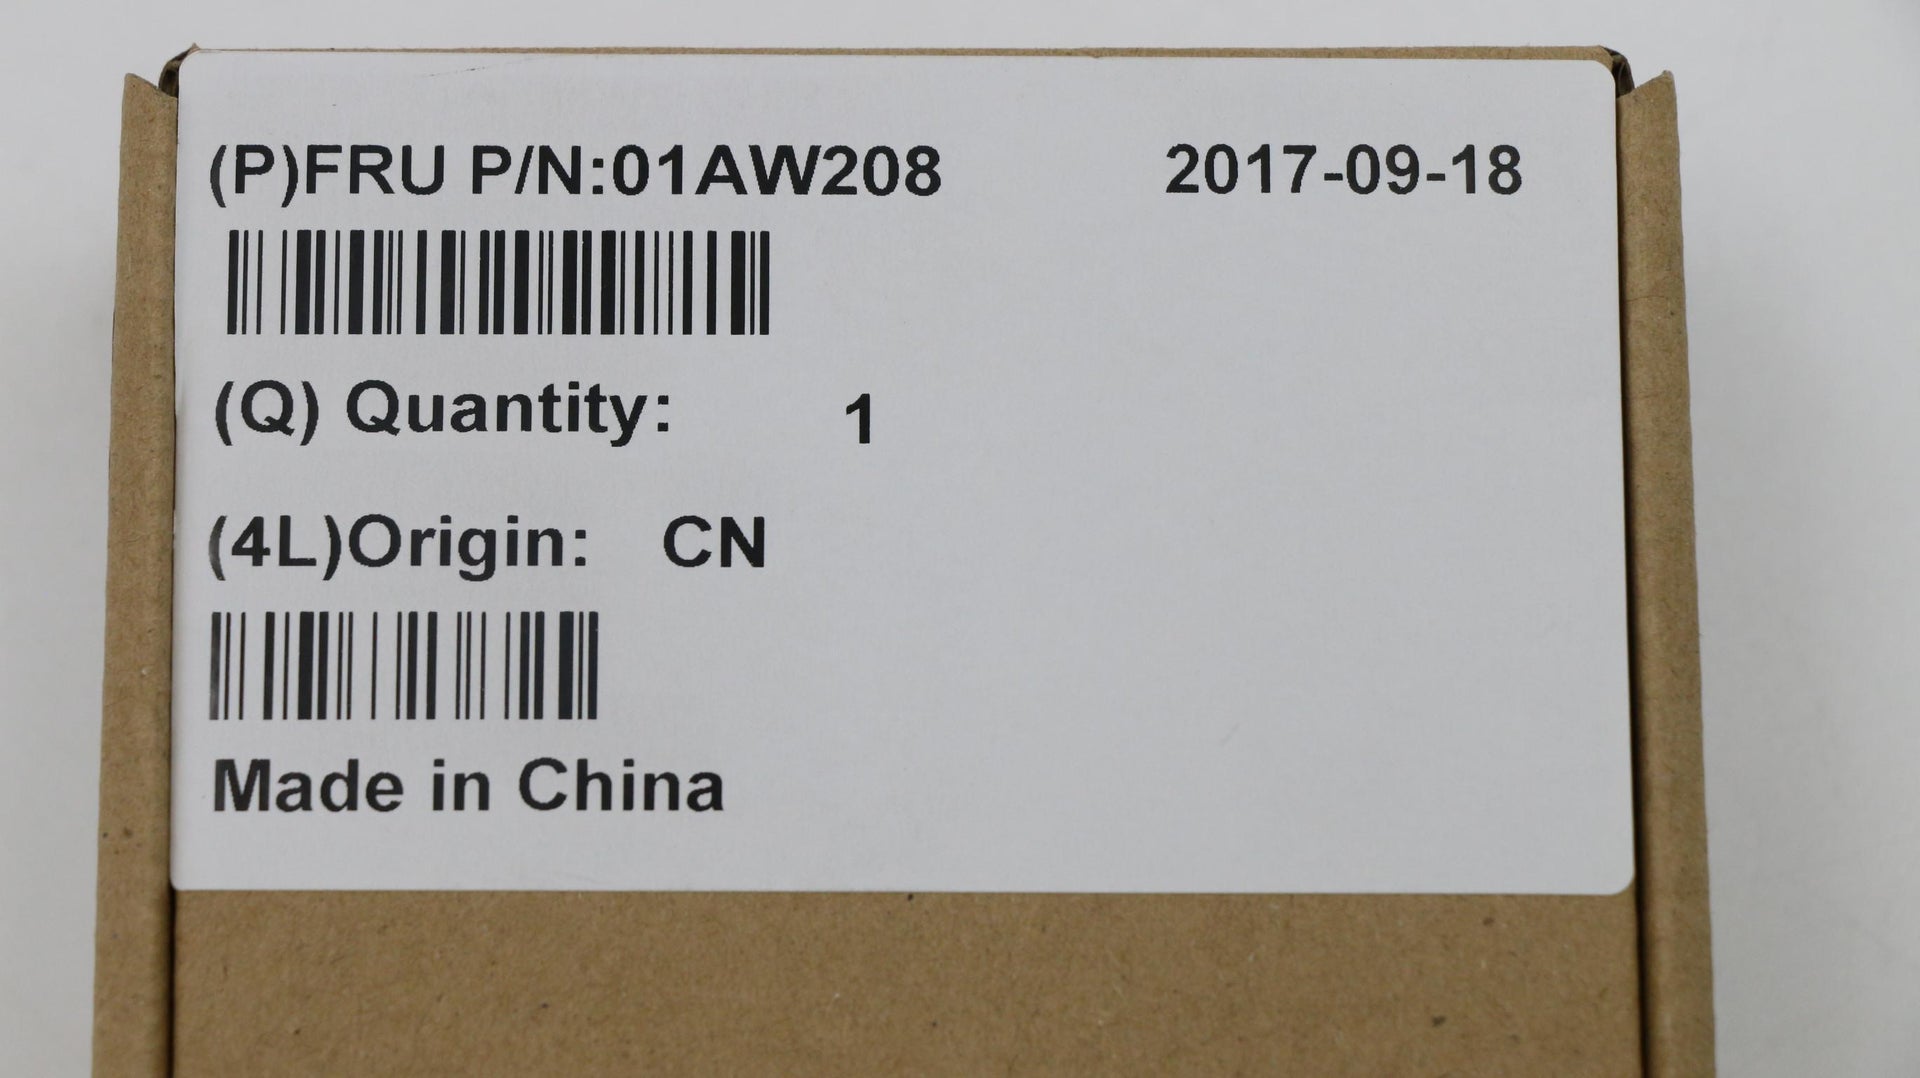 (P)FRU P/N:01AW208 2017-09-18
(Q) Quantity: 1
(4L)Origin: CN
Made in China